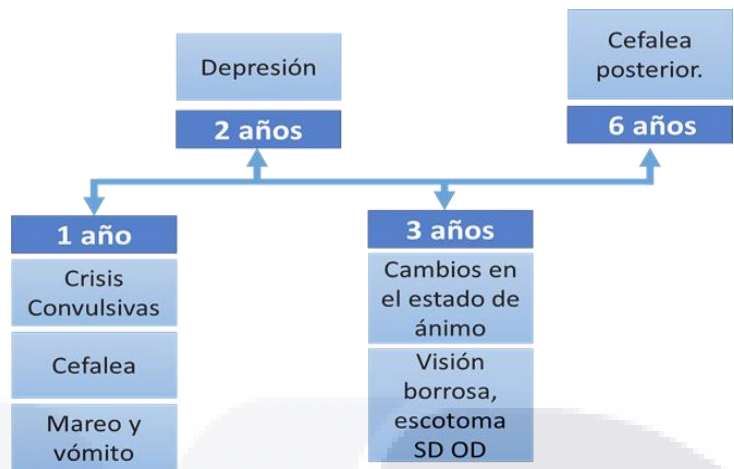 Depresión
2 años
Cefalea
posterior.
6 años
1 año
Crisis
Convulsivas
Cefalea
Mareo y
vómito
3 años
Cambios en
el estado de
ánimo
Visión
borrosa,
escotoma
SD OD